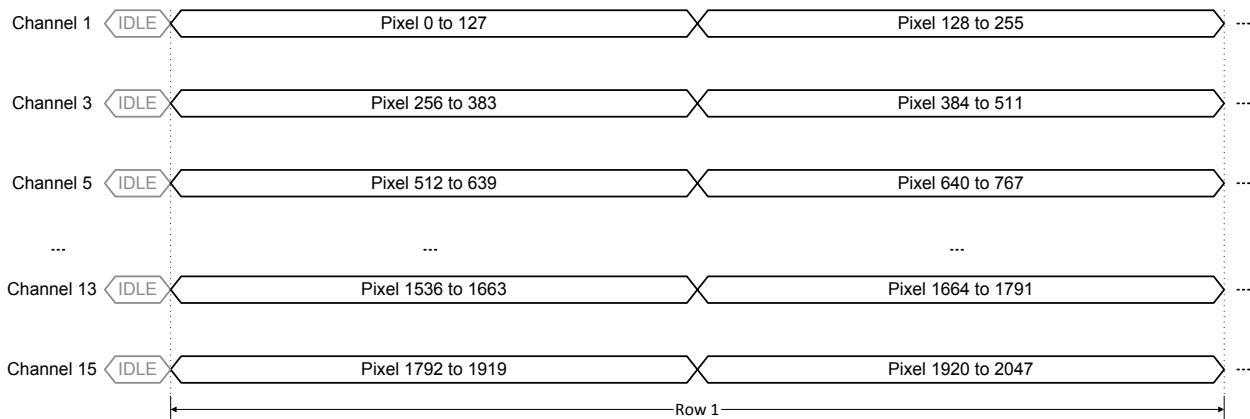 Channel 1 IDLE Pixel 0 to 127 Pixel 128 to 255 ---
Channel 3 IDLE Pixel 256 to 383 Pixel 384 to 511 ---
Channel 5 IDLE Pixel 512 to 639 Pixel 640 to 767 ---
--- --- ---
Channel 13 IDLE Pixel 1536 to 1663 Pixel 1664 to 1791 ---
Channel 15 IDLE Pixel 1792 to 1919 Pixel 1920 to 2047 ---
Row 1